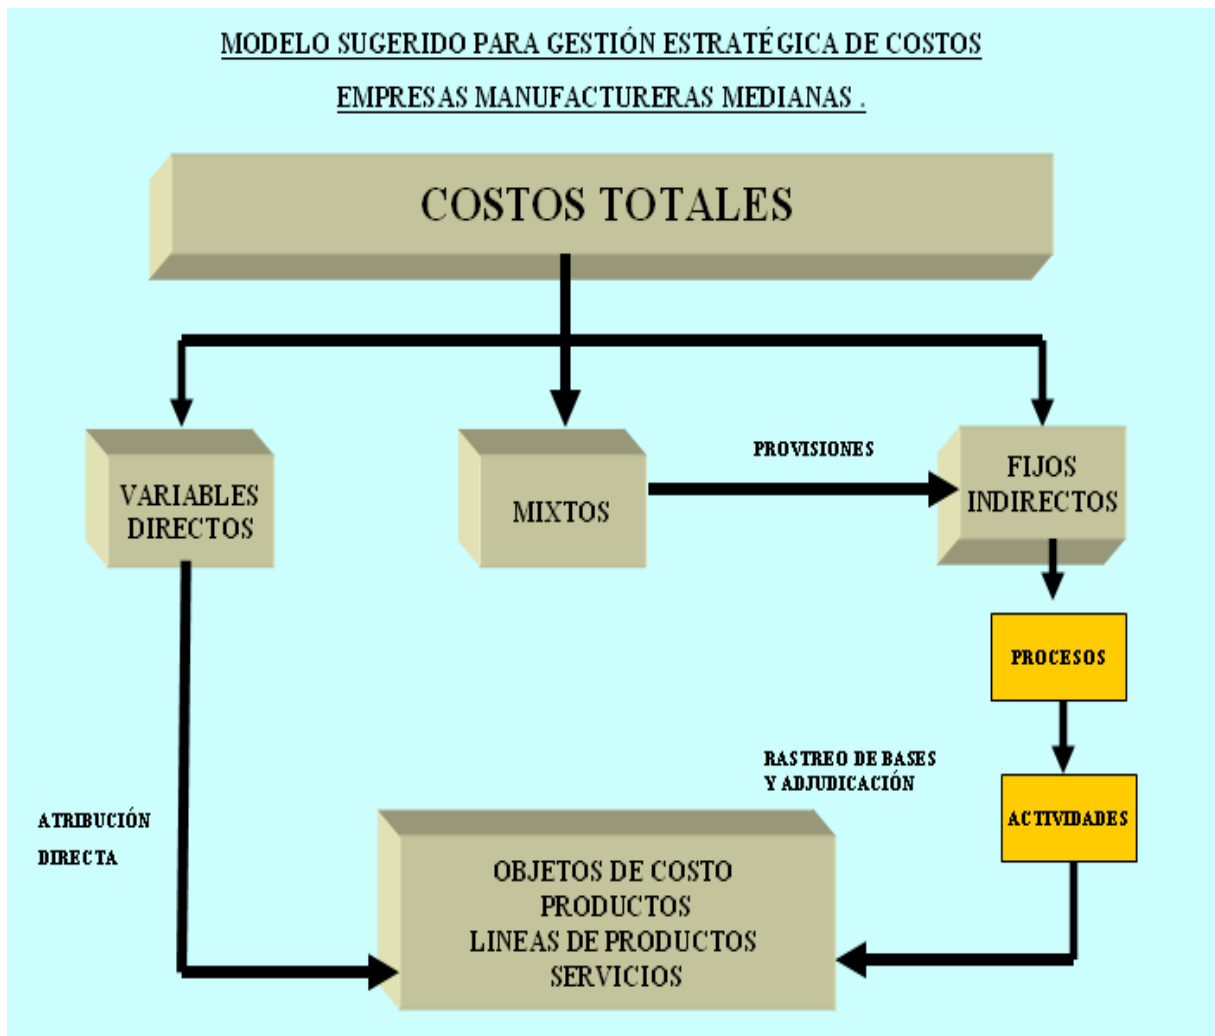 MODELO SUGERIDO PARA GESTIÓN ESTRATÉGICA DE COSTOS
EMPRESAS MANUFACTURERAS MEDIANAS .
COSTOS TOTALES
VARIABLES
DIRECTOS
MIXTOS
PROVISIONES
FIJOS
INDIRECTOS
PROCESOS
RASTREO DE BASES
Y ADJUDICACIÓN
ACTIVIDADES
ATRIBUCIÓN
DIRECTA
OBJETOS DE COSTO
PRODUCTOS
LINEAS DE PRODUCTOS
SERVICIOS